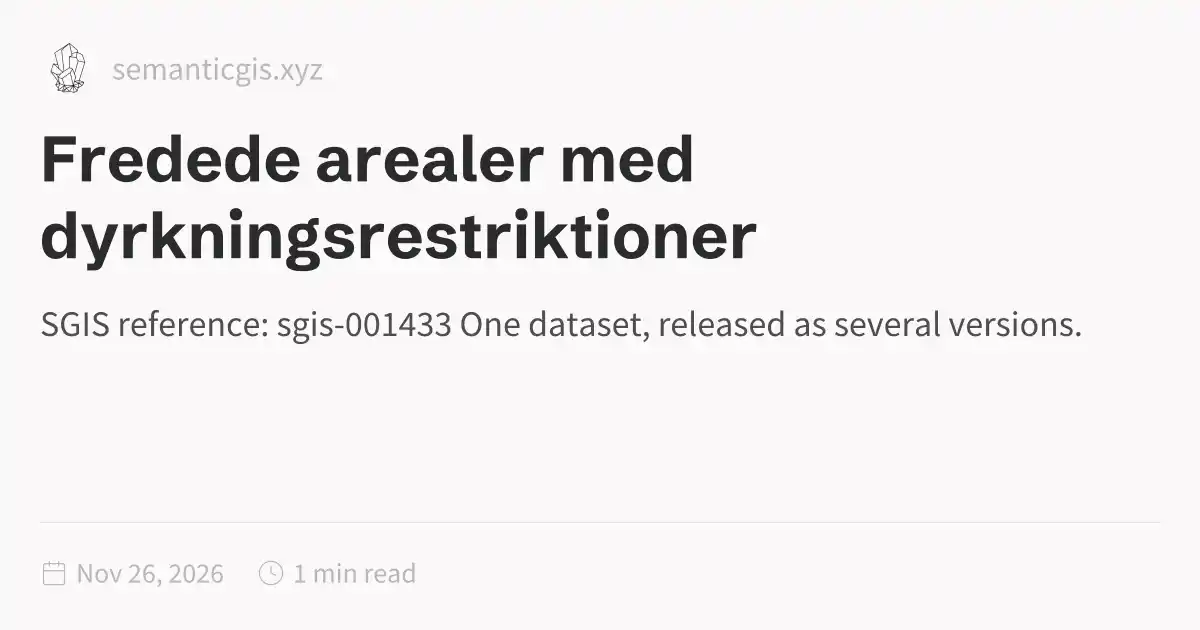 semanticgis.xyz
Fredede arealer med
dyrkningsrestriktioner
SGIS reference: sgis-001433 One dataset, released as several versions.
Nov 26, 2026
1 min read